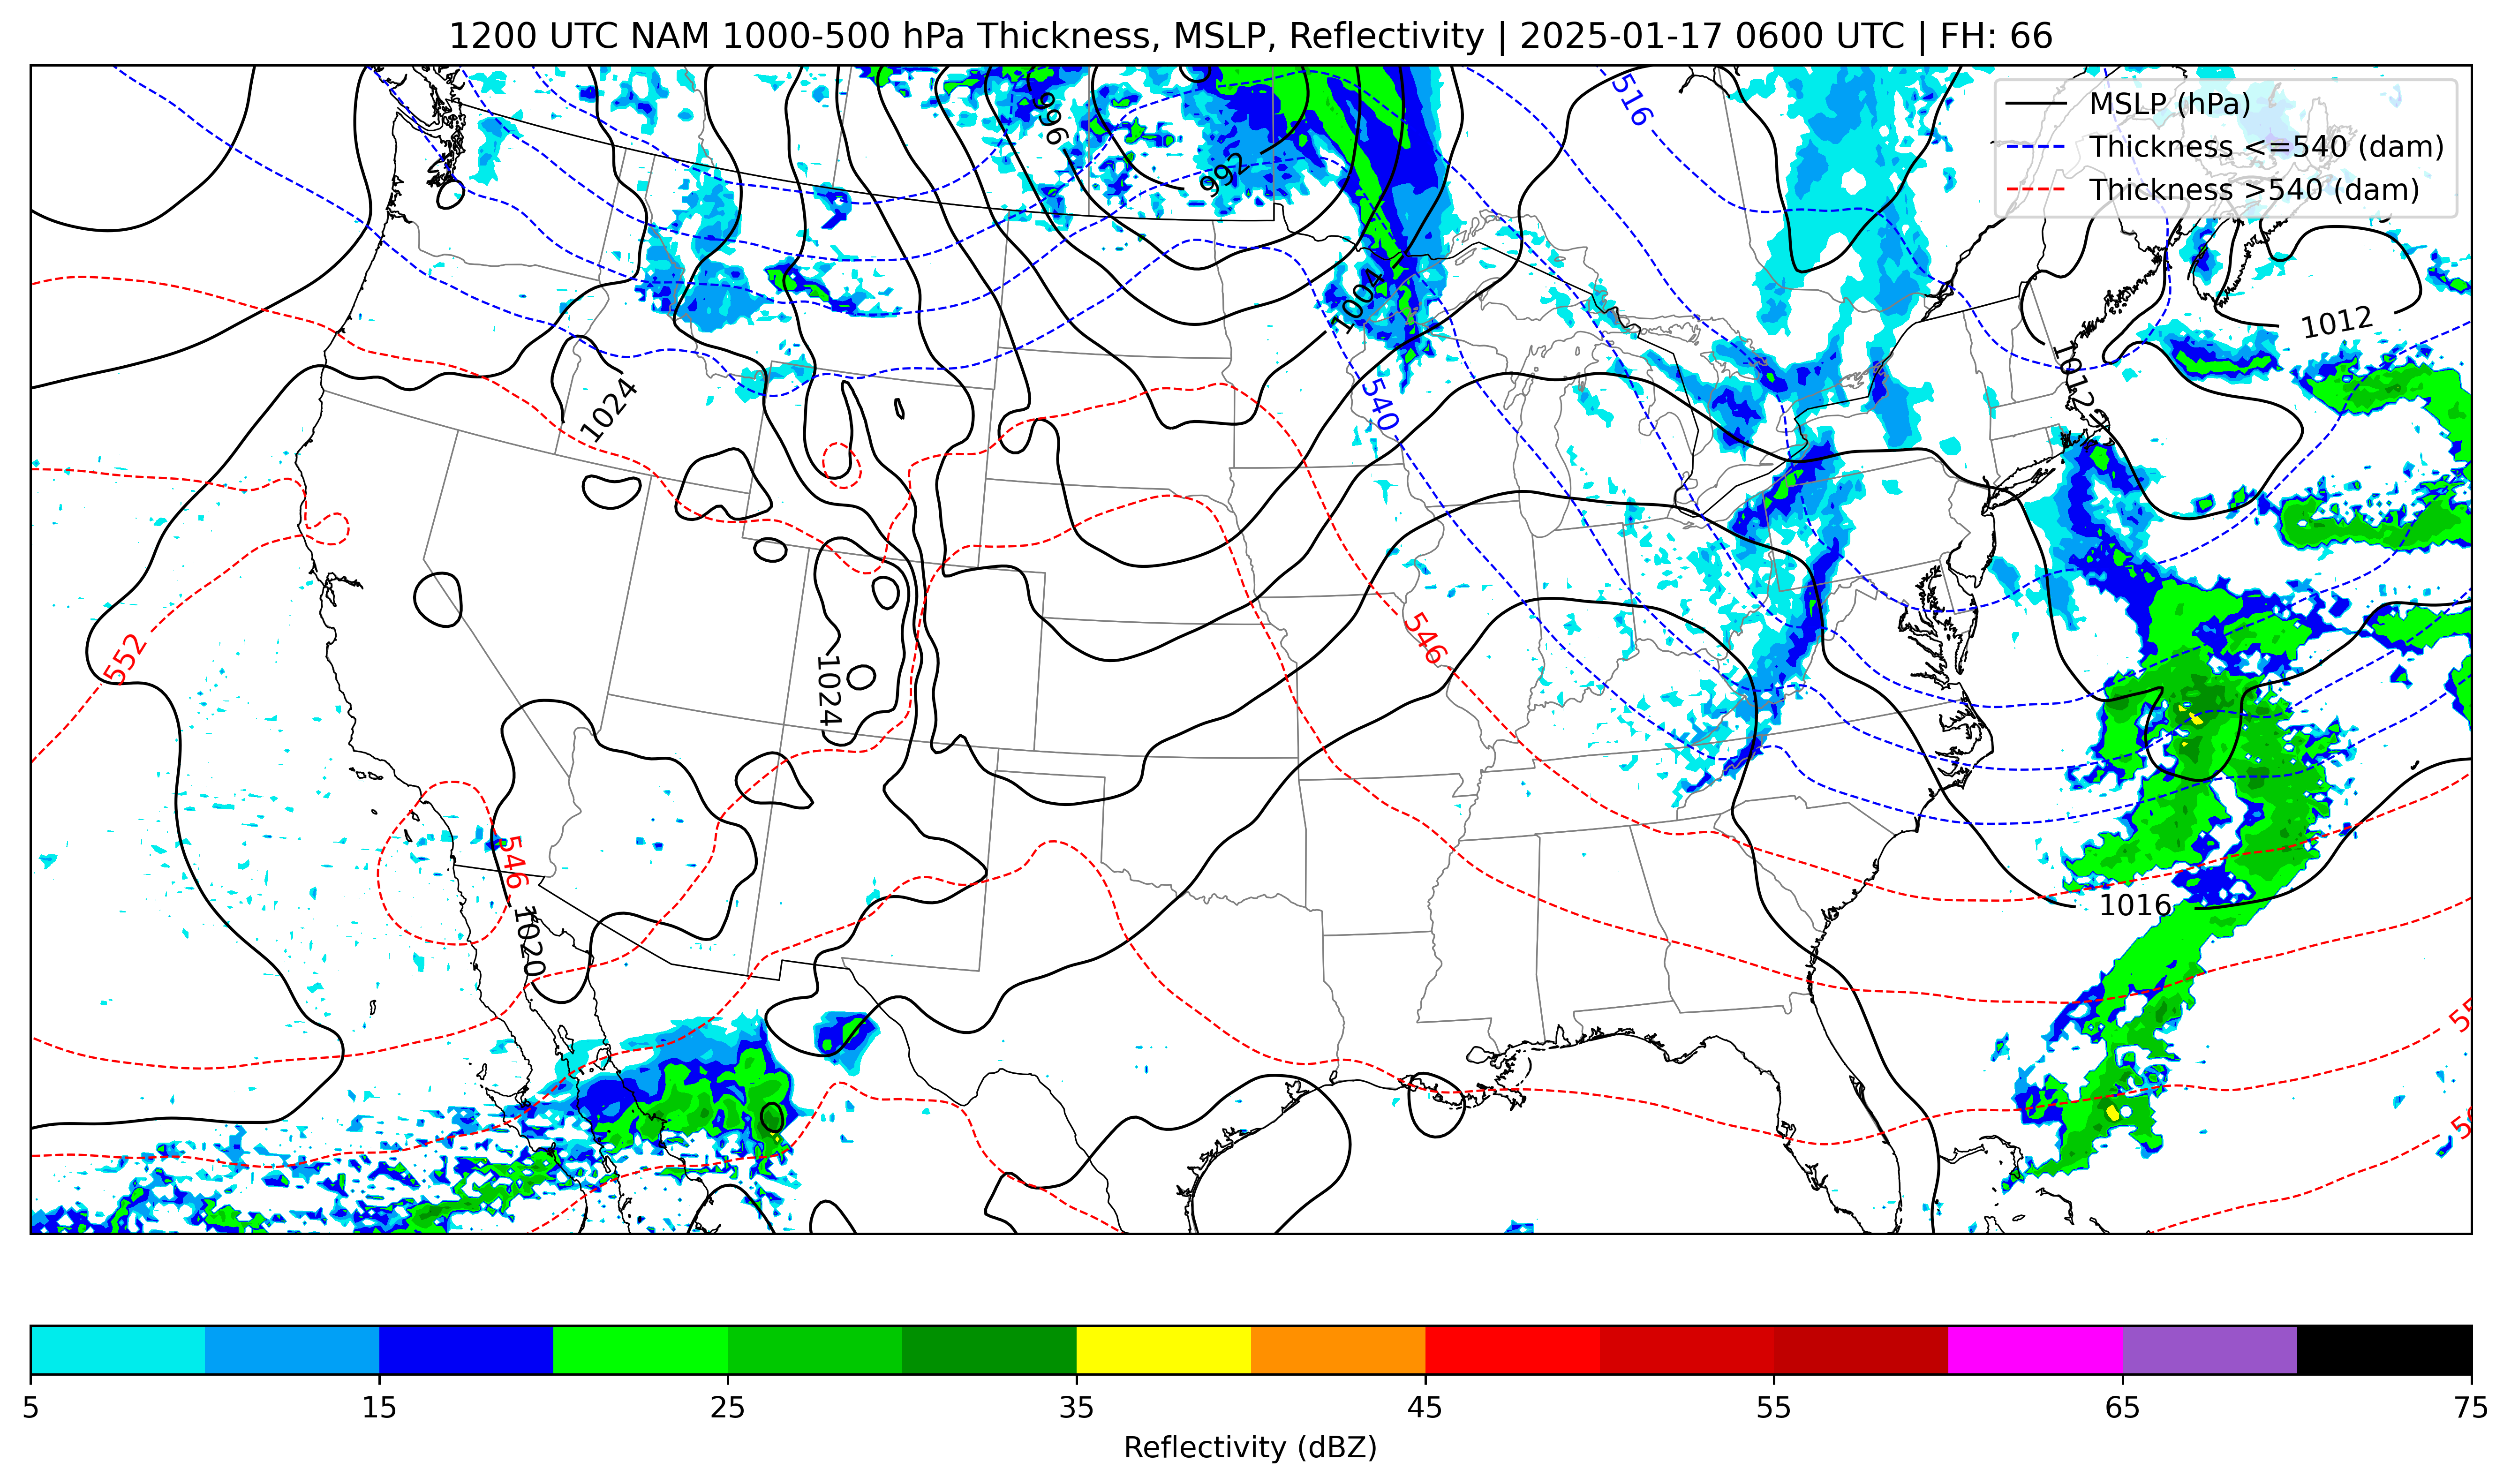 1200 UTC NAM 1000-500 hPa Thickness, MSLP, Reflectivity | 2025-01-17 0600 UTC | FH: 66
MSLP (hPa)
Thickness <=540 (dam)
Thickness >540 (dam)
516
996
992
1004
1012
1012
540
1024
546
552
1024
546
1020
1016
5 15 25 35 45 55 65 75
Reflectivity (dBZ)